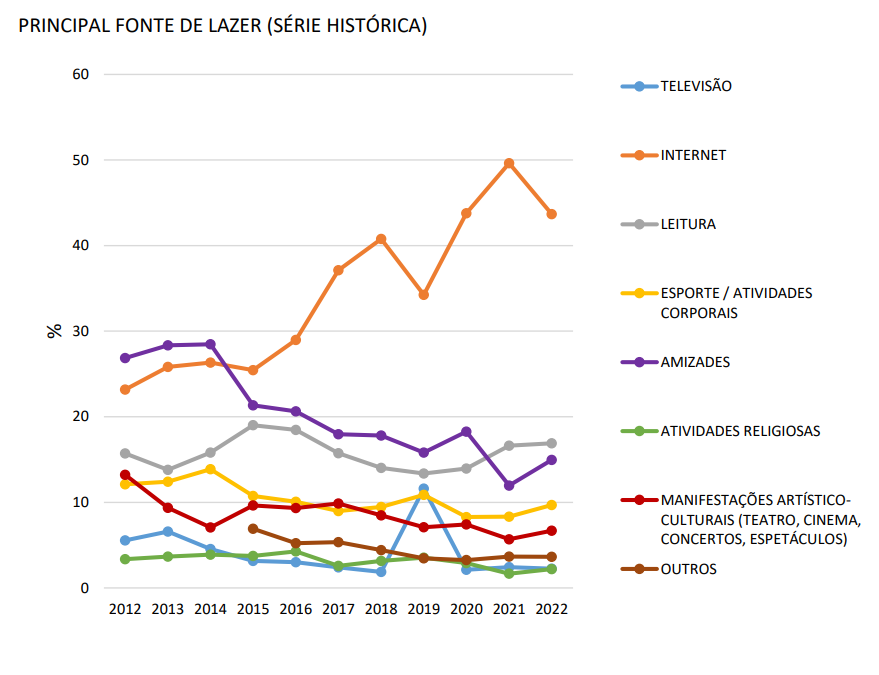 PRINCIPAL FONTE DE LAZER (SÉRIE HISTÓRICA)
60
50
40
30
20
10
0
%
2012 2013 2014 2015 2016 2017 2018 2019 2020 2021 2022
TELEVISÃO
INTERNET
LEITURA
ESPORTE / ATIVIDADES
CORPORAIS
AMIZADES
ATIVIDADES RELIGIOSAS
MANIFESTAÇÕES ARTÍSTICO-
CULTURAIS (TEATRO, CINEMA,
CONCERTOS, ESPETÁCULOS)
OUTROS